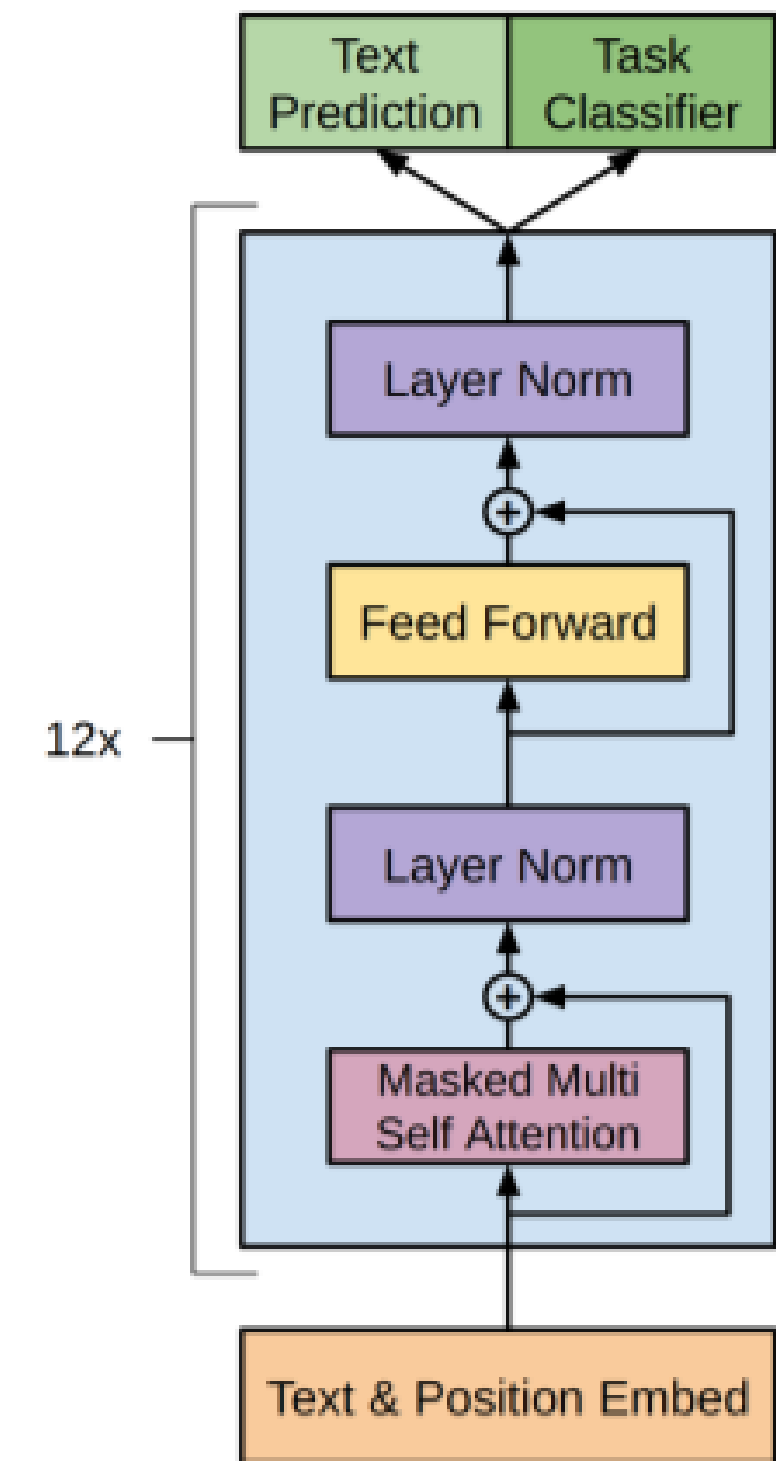 Text
Prediction
Task
Classifier
Layer Norm
+
Feed Forward
12x
Layer Norm
+
Masked Multi
Self Attention
Text & Position Embed